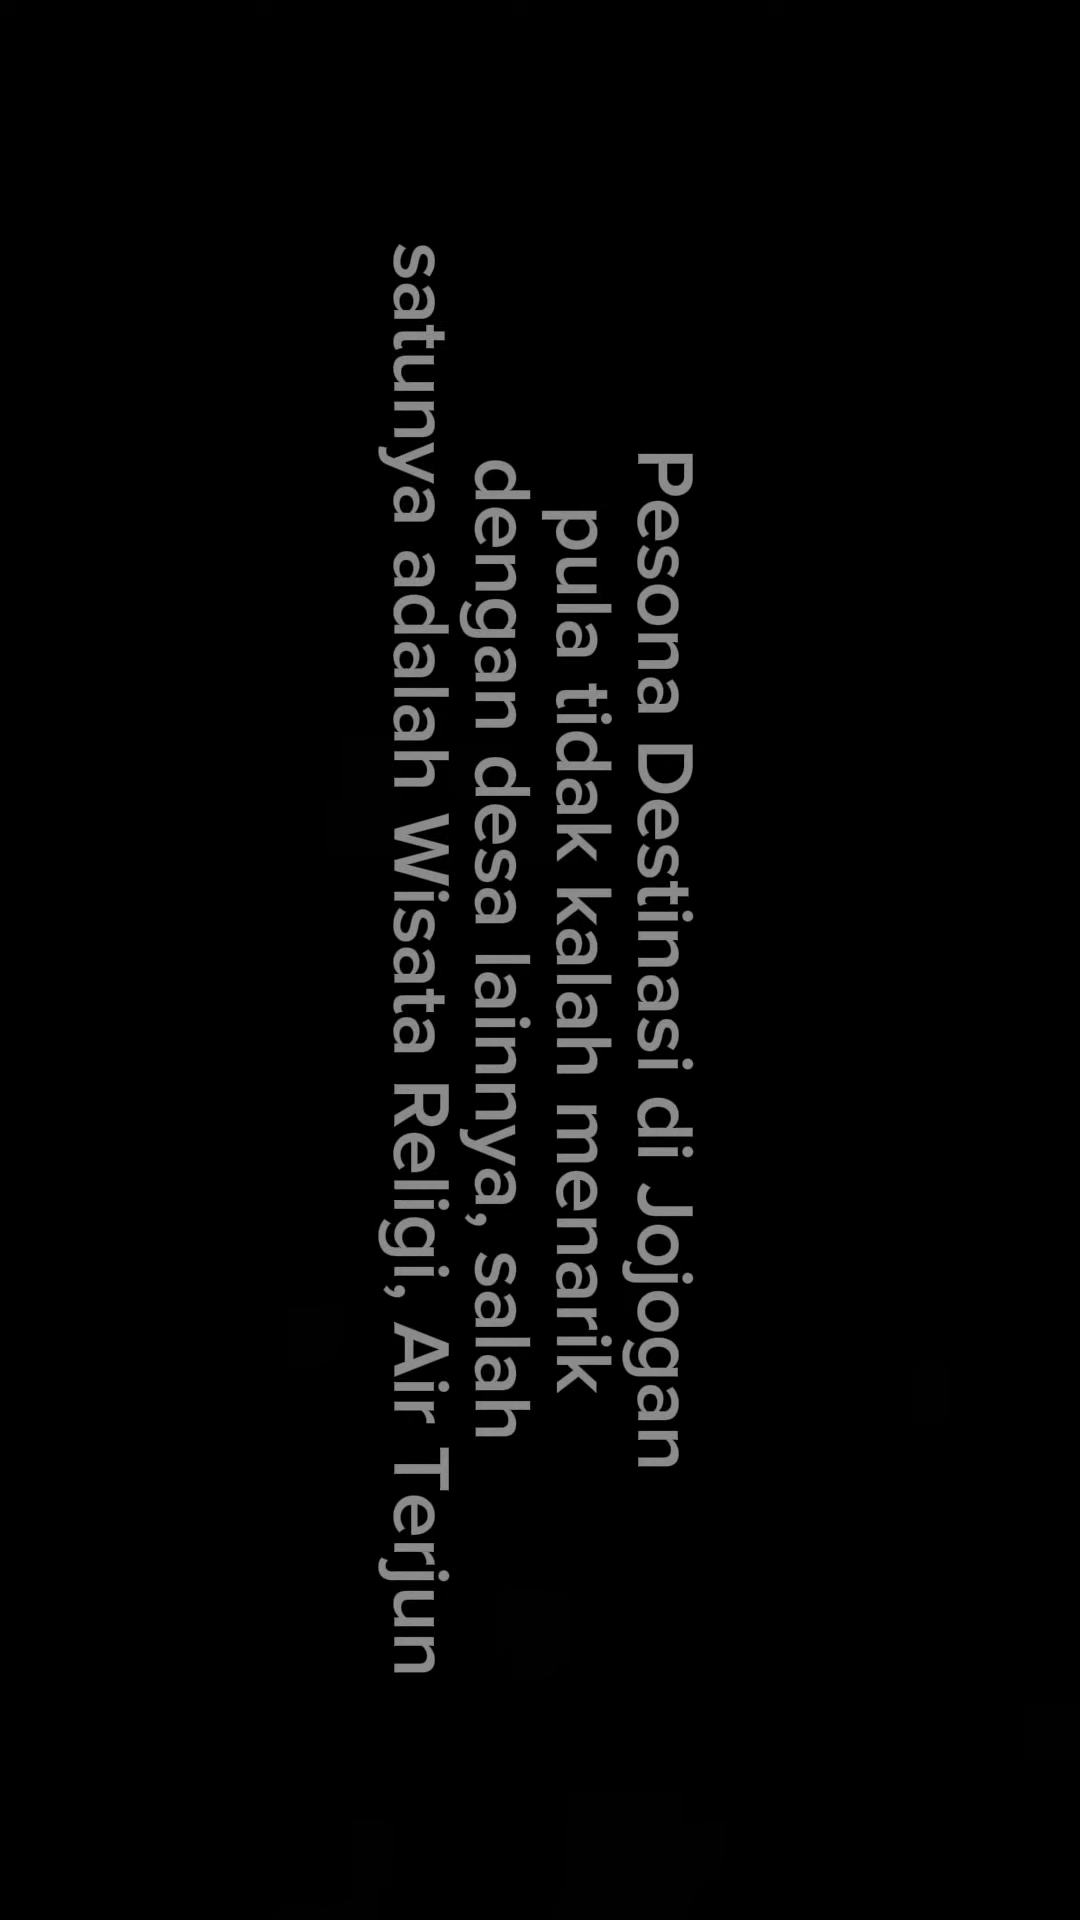 Pesona Destinasi di Jojogan
pula tidak kalah menarik
dengan desa lainnya, salah
satunya adalah Wisata Religi, Air Terjun